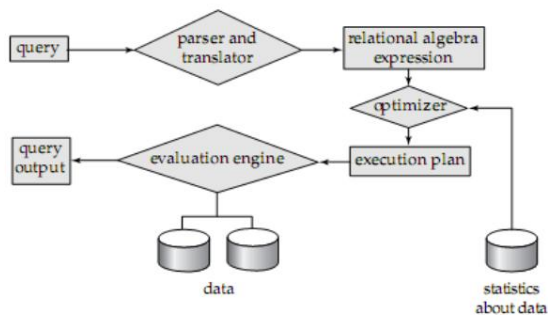 query
parser and
translator
relational algebra
expression
optimizer
query
output
evaluation engine
execution plan
data
statistics
about data